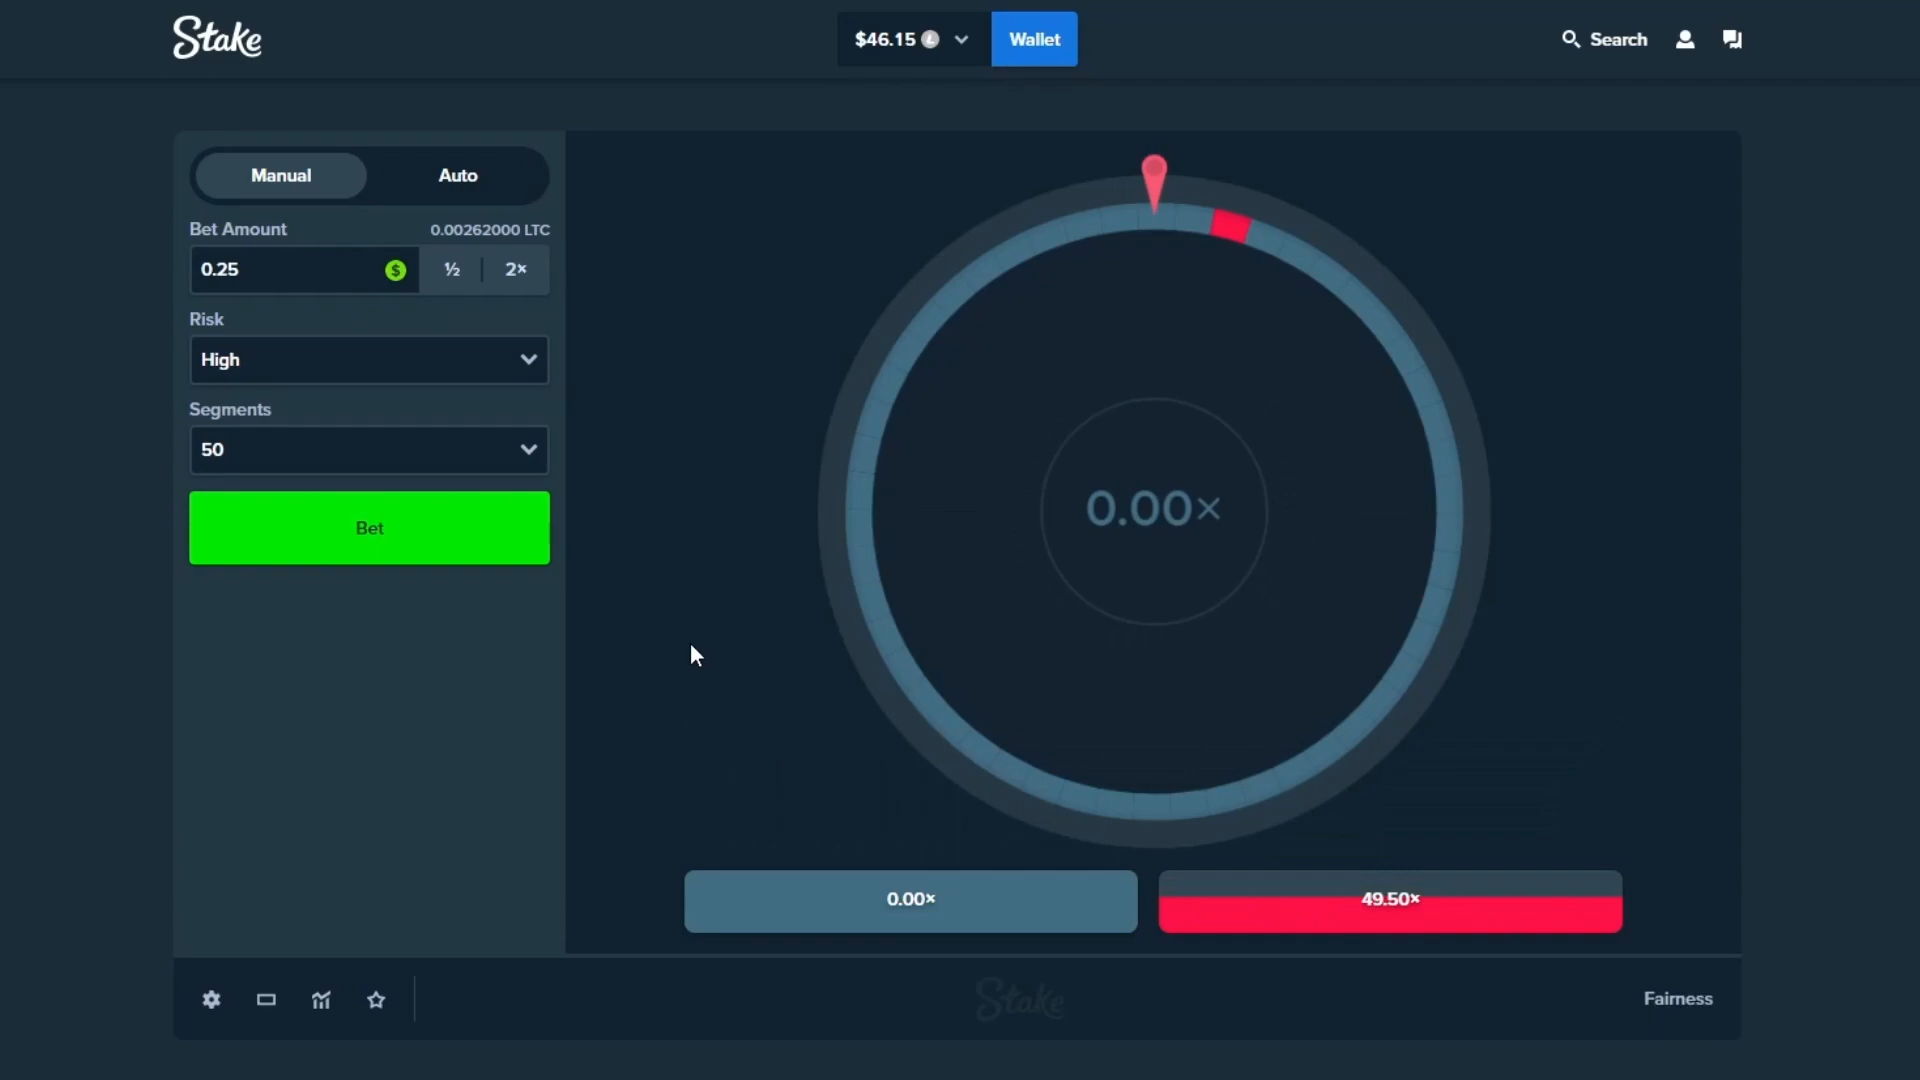 Stake
$46.15
Wallet
Search
Manual
Auto
Bet Amount
0.00262000 LTC
0.25
$
½
2×
Risk
High
Segments
50
Bet
0.00×
0.00×
49.50×
Stake
Fairness